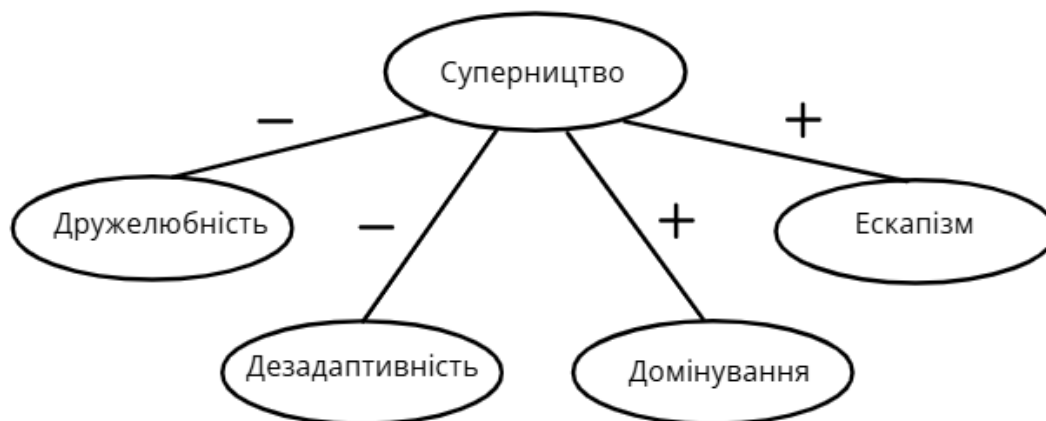 Суперництво
−
+
Дружелюбність
−
+
Ескапізм
Дезадаптивність
Домінування